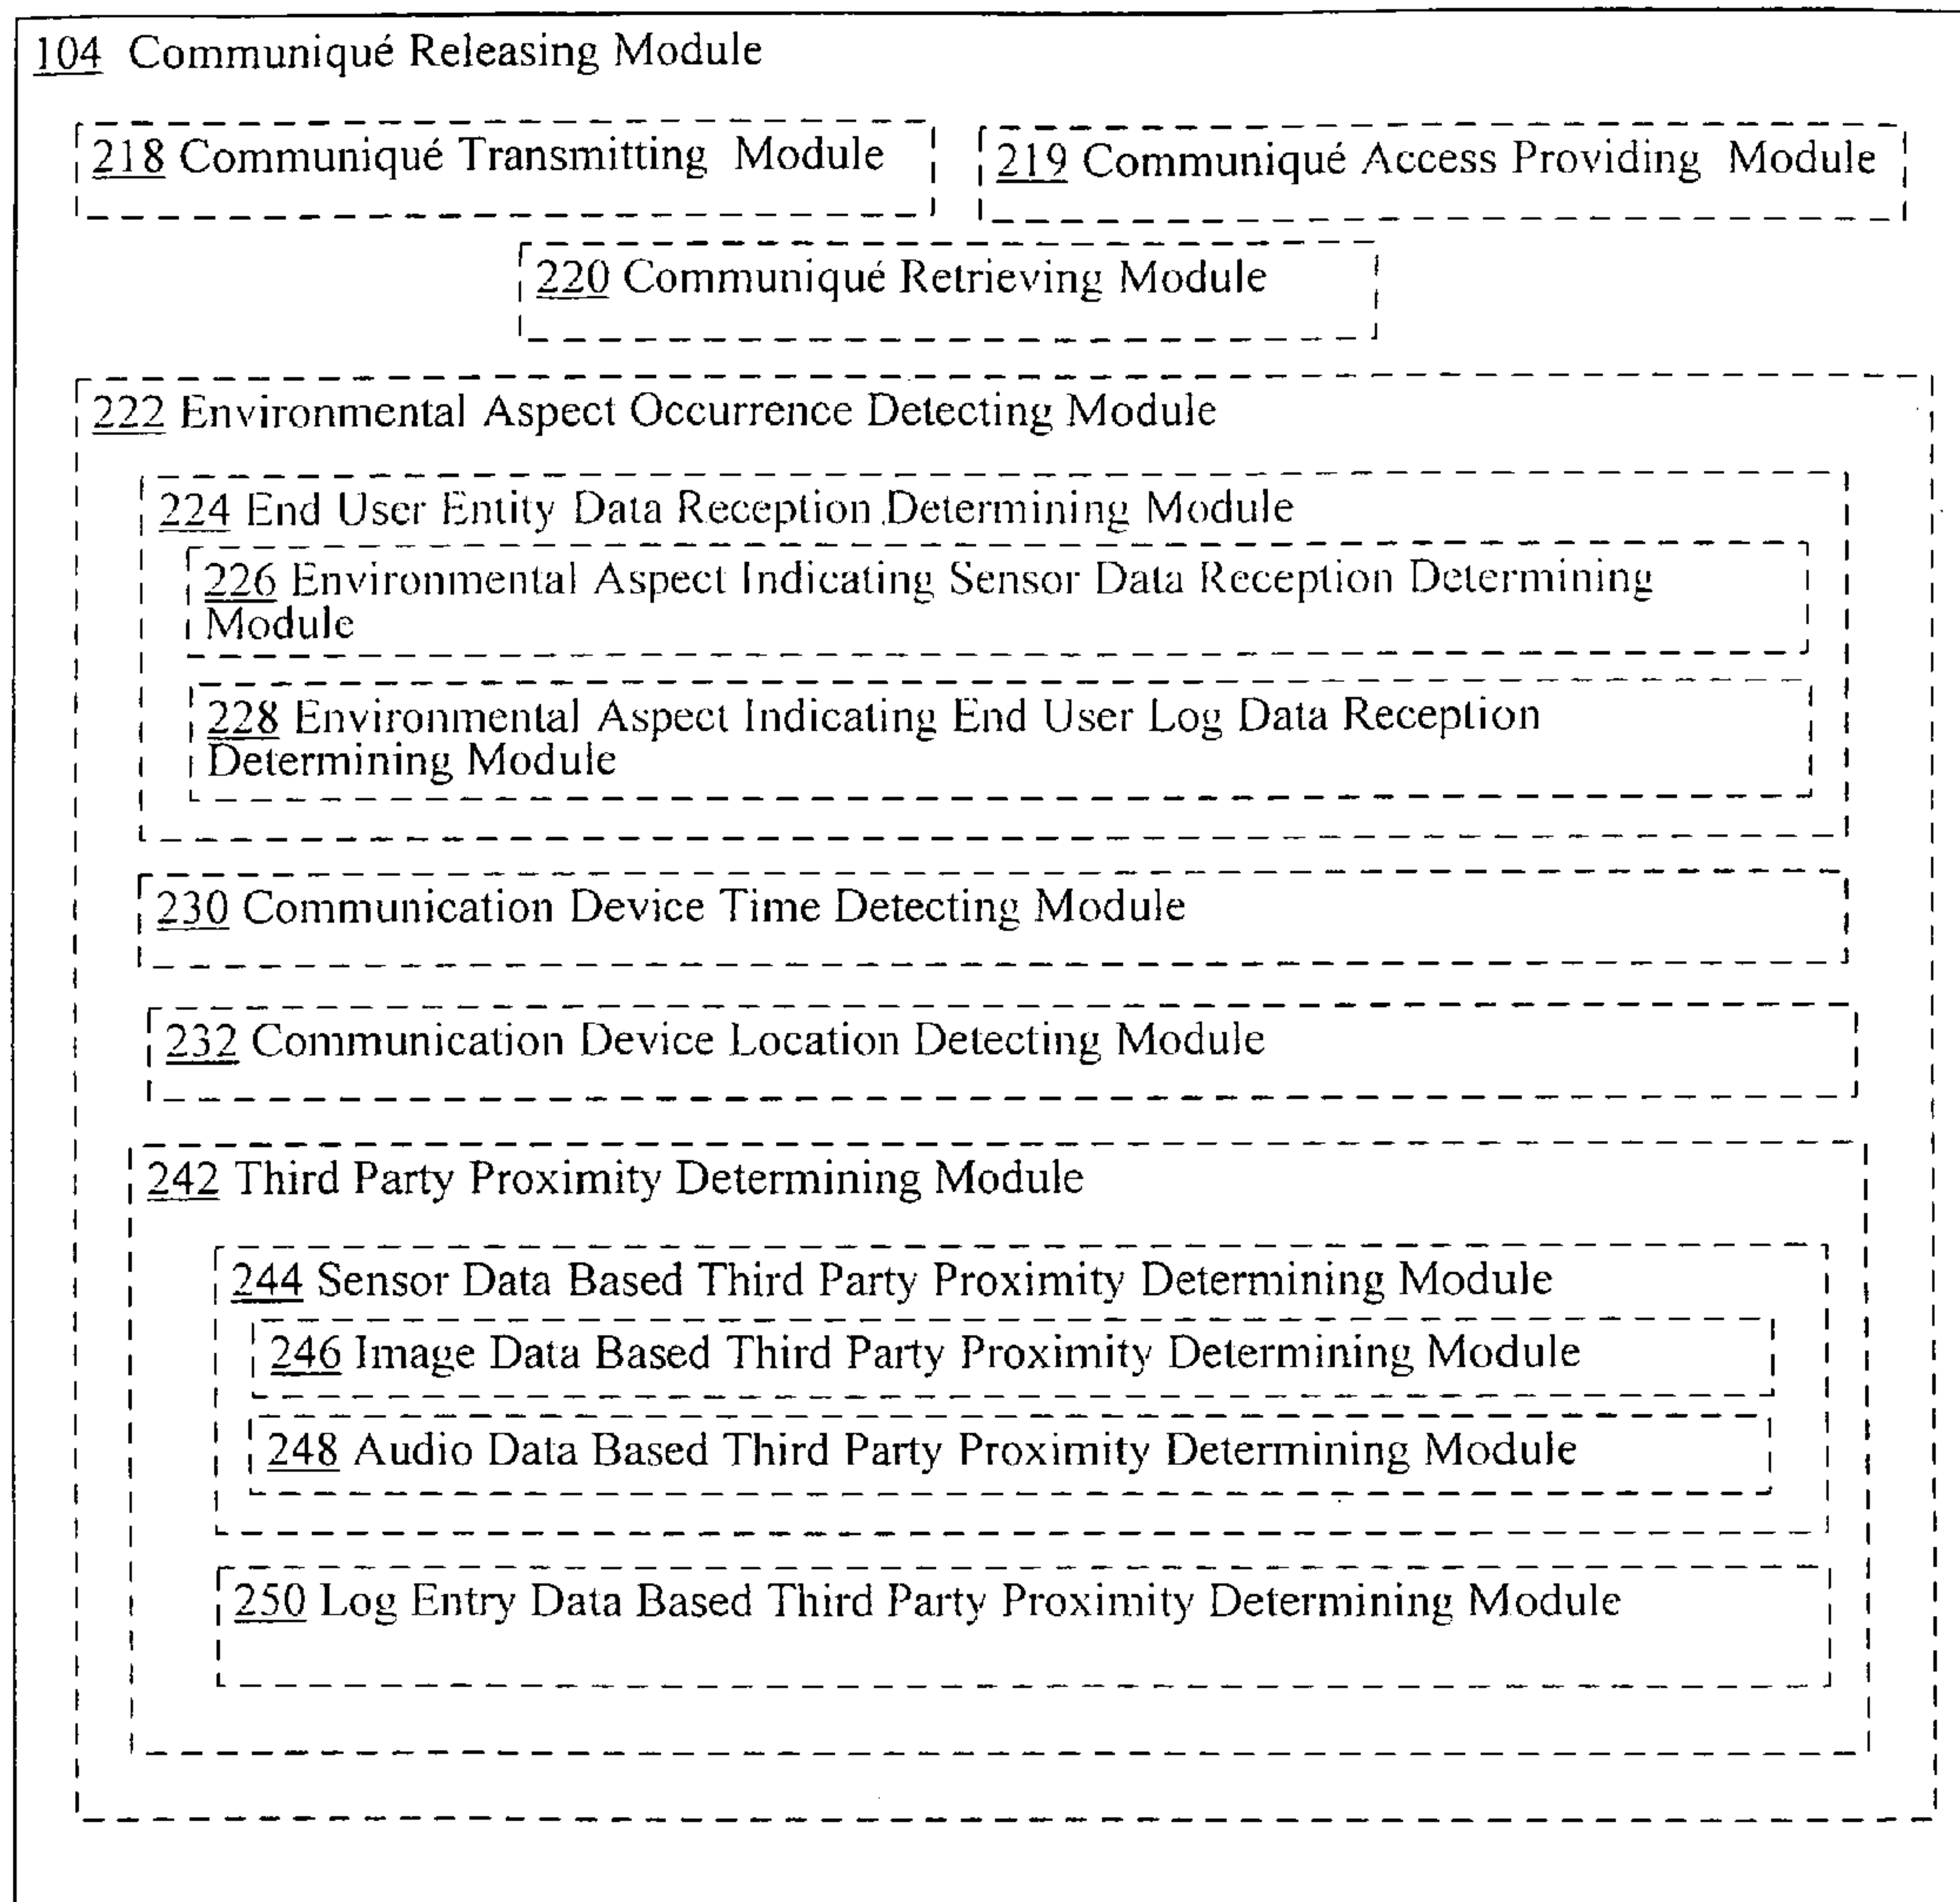 104 Communiqué Releasing Module
218 Communiqué Transmitting Module
219 Communiqué Access Providing Module
220 Communiqué Retrieving Module
222 Environmental Aspect Occurrence Detecting Module
224 End User Entity Data Reception Determining Module
226 Environmental Aspect Indicating Sensor Data Reception Determining
Module
228 Environmental Aspect Indicating End User Log Data Reception
Determining Module
230 Communication Device Time Detecting Module
232 Communication Device Location Detecting Module
242 Third Party Proximity Determining Module
244 Sensor Data Based Third Party Proximity Determining Module
246 Image Data Based Third Party Proximity Determining Module
248 Audio Data Based Third Party Proximity Determining Module
250 Log Entry Data Based Third Party Proximity Determining Module